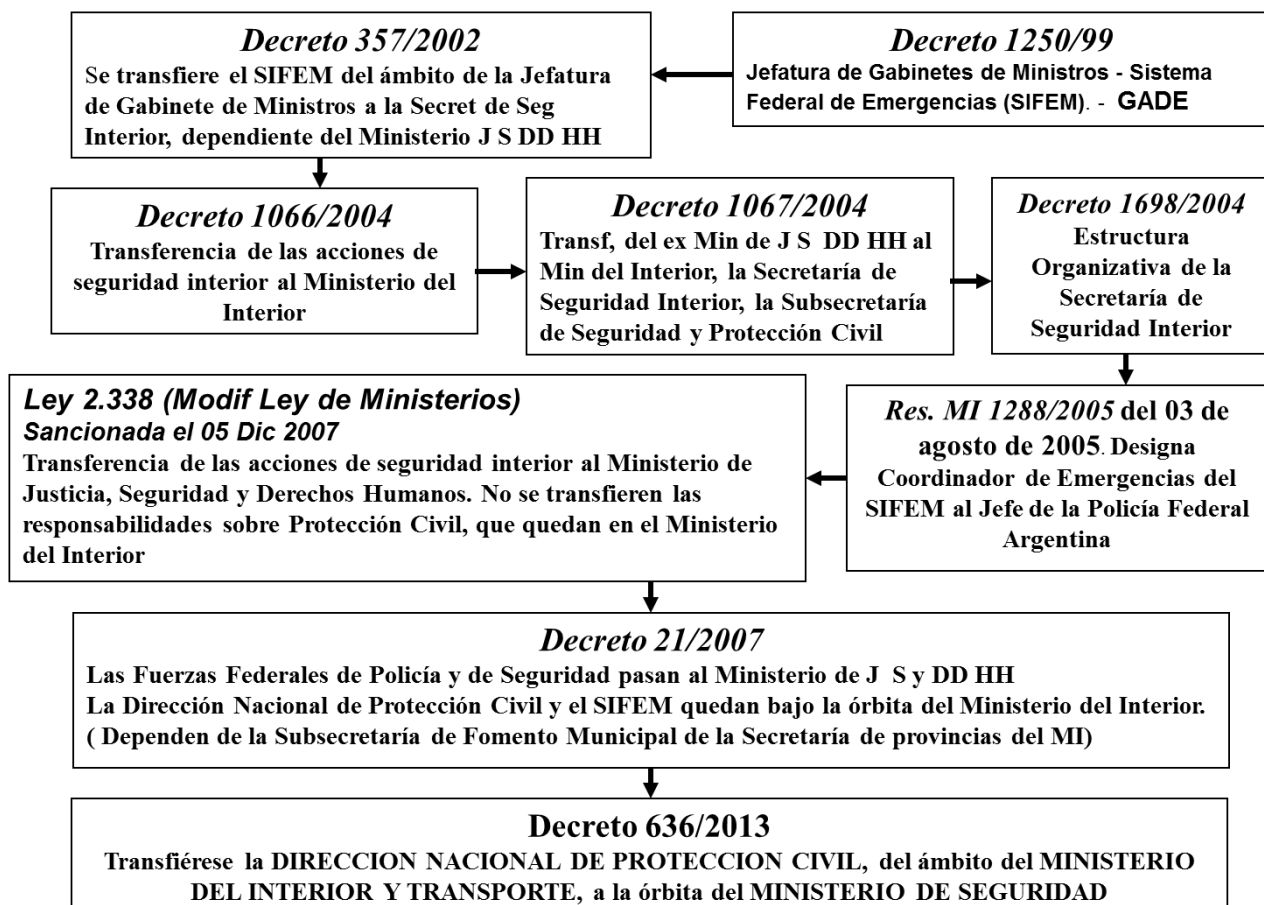 Decreto 1250/99
Jefatura de Gabinetes de Ministros - Sistema
Federal de Emergencias (SIFEM). - GADE
Decreto 357/2002
Se transfiere el SIFEM del ámbito de la Jefatura
de Gabinete de Ministros a la Secret de Seg
Interior, dependiente del Ministerio J S DD HH
Decreto 1066/2004
Transferencia de las acciones de
seguridad interior al Ministerio del
Interior
Decreto 1067/2004
Transf, del ex Min de J S DD HH al
Min del Interior, la Secretaría de
Seguridad Interior, la Subsecretaría
de Seguridad y Protección Civil
Decreto 1698/2004
Estructura
Organizativa de la
Secretaría de
Seguridad Interior
Res. MI 1288/2005 del 03 de
agosto de 2005. Designa
Coordinador de Emergencias del
SIFEM al Jefe de la Policía Federal
Argentina
Ley 2.338 (Modif Ley de Ministerios)
Sancionada el 05 Dic 2007
Transferencia de las acciones de seguridad interior al Ministerio de
Justicia, Seguridad y Derechos Humanos. No se transfieren las
responsabilidades sobre Protección Civil, que quedan en el Ministerio
del Interior
Decreto 21/2007
Las Fuerzas Federales de Policía y de Seguridad pasan al Ministerio de J S y DD HH
La Dirección Nacional de Protección Civil y el SIFEM quedan bajo la órbita del Ministerio del Interior.
( Dependen de la Subsecretaría de Fomento Municipal de la Secretaría de provincias del MI)
Decreto 636/2013
Transfiérese la DIRECCION NACIONAL DE PROTECCION CIVIL, del ámbito del MINISTERIO
DEL INTERIOR Y TRANSPORTE, a la órbita del MINISTERIO DE SEGURIDAD